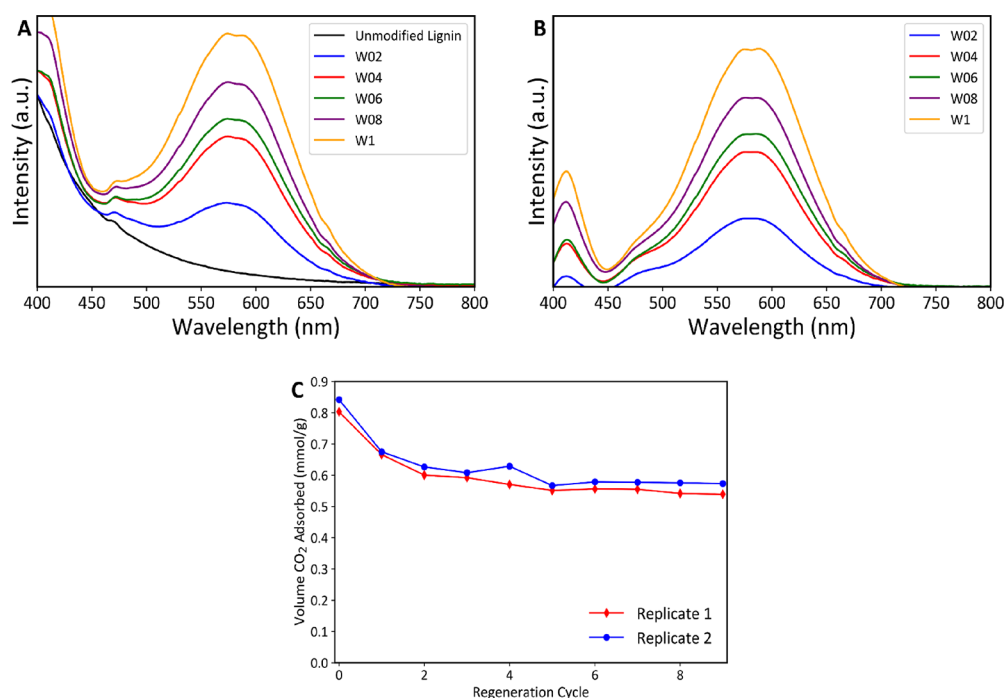 A
Intensity (a.u.)
Unmodified Lignin
W02
W04
W06
W08
W1
400 450 500 550 600 650 700 750 800
Wavelength (nm)
B
Intensity (a.u.)
W02
W04
W06
W08
W1
400 450 500 550 600 650 700 750 800
Wavelength (nm)
C
Volume CO₂ Adsorbed (mmol/g)
0.9
0.8
0.7
0.6
0.5
0.4
0.3
0.2
0.1
0.0
Replicate 1
Replicate 2
0 2 4 6 8
Regeneration Cycle